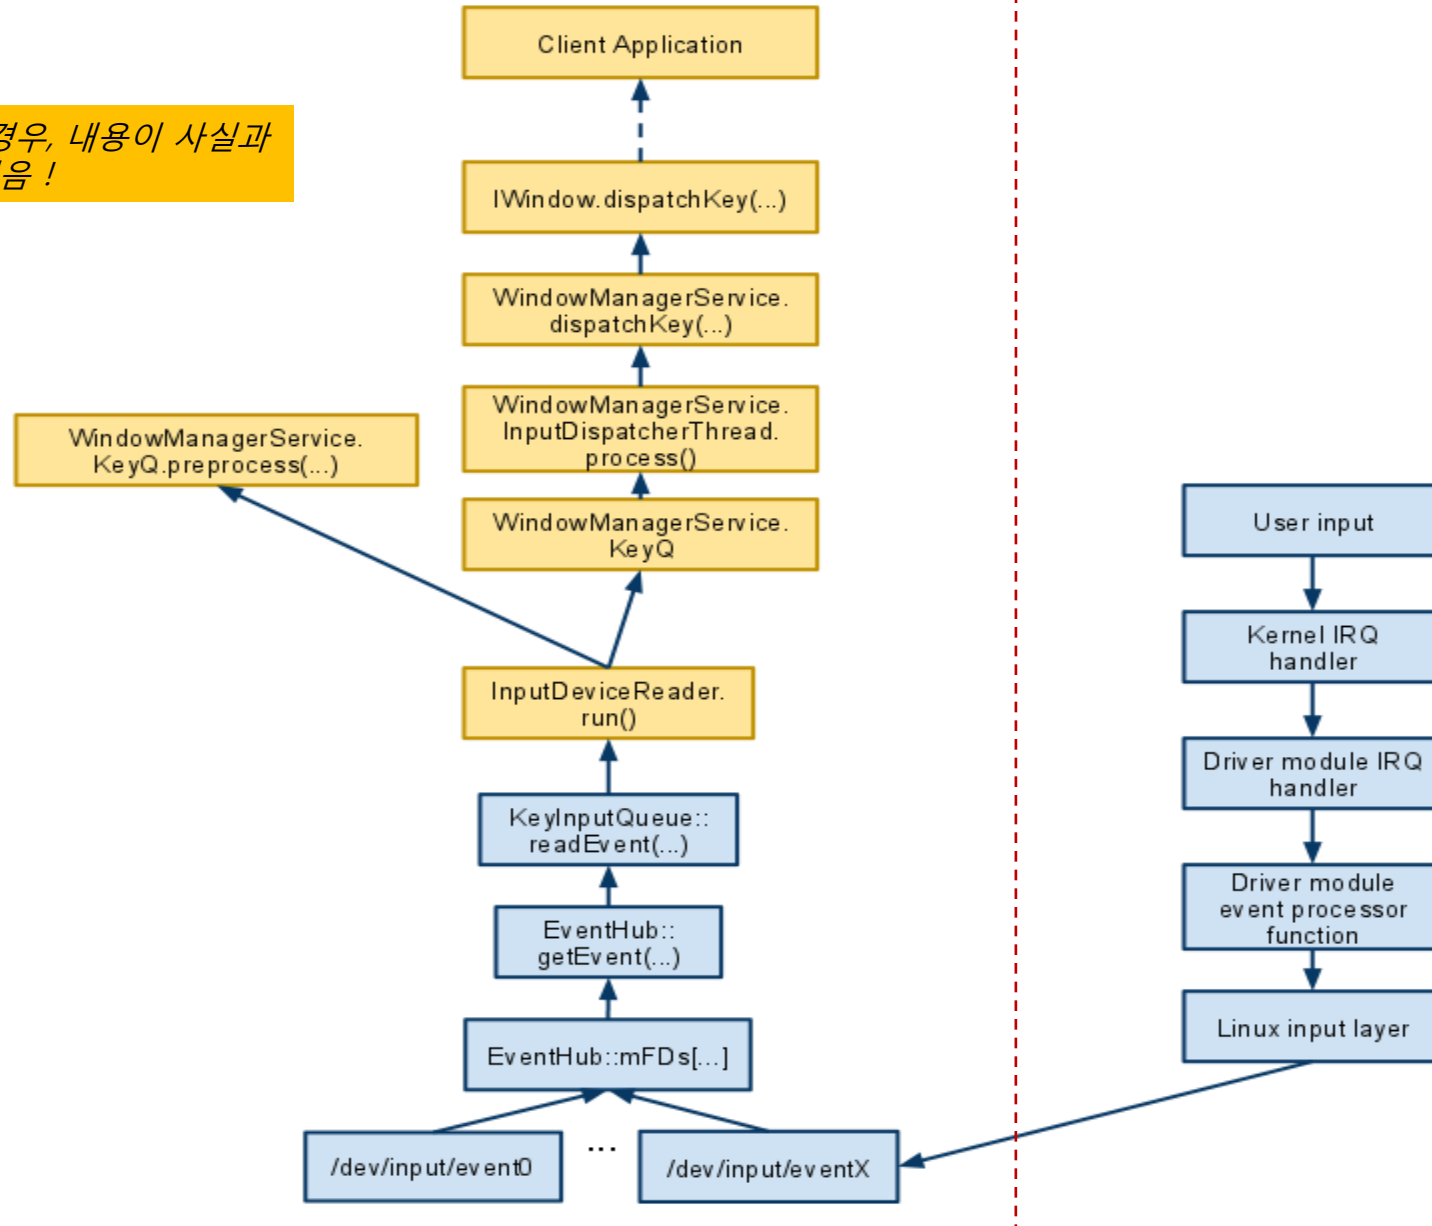 Client Application
경우, 내용이 사실과
음 !
IWindow.dispatchKey(...)
WindowManagerService.
dispatchKey(...)
WindowManagerService.
InputDispatcherThread.
process()
WindowManagerService.
KeyQ.preprocess(...)
WindowManagerService.
KeyQ
InputDeviceReader.
run()
KeyInputQueue::
readEvent(...)
EventHub::
getEvent(...)
EventHub::mFDs[...]
/dev/input/event0
...
/dev/input/eventX
User input
Kernel IRQ
handler
Driver module IRQ
handler
Driver module
event processor
function
Linux input layer